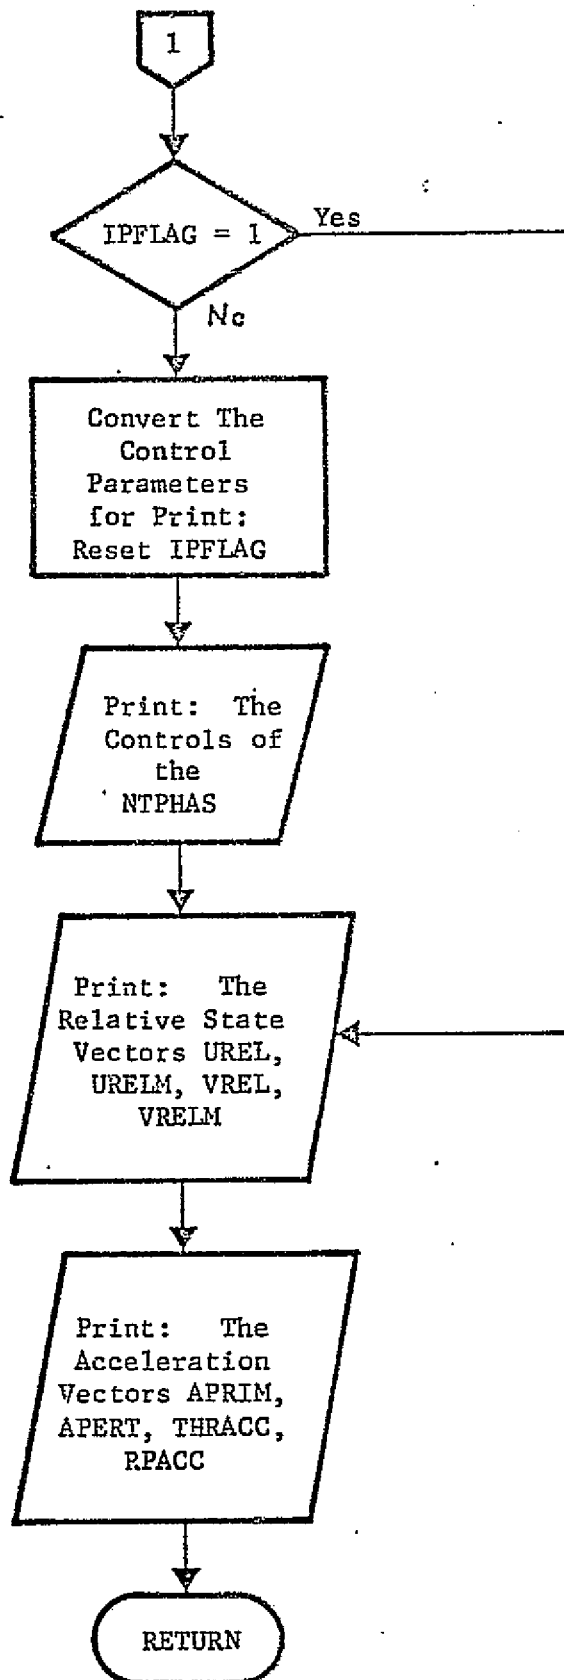 1
IPFLAG = 1
Yes
No
Convert The
Control
Parameters
for Print:
Reset IPFLAG
Print: The
Controls of
the
NTPHAS
Print: The
Relative State
Vectors UREL,
URELM, VREL,
VRELM
Print: The
Acceleration
Vectors APRIM,
APERT, THRACC,
RPACC
RETURN